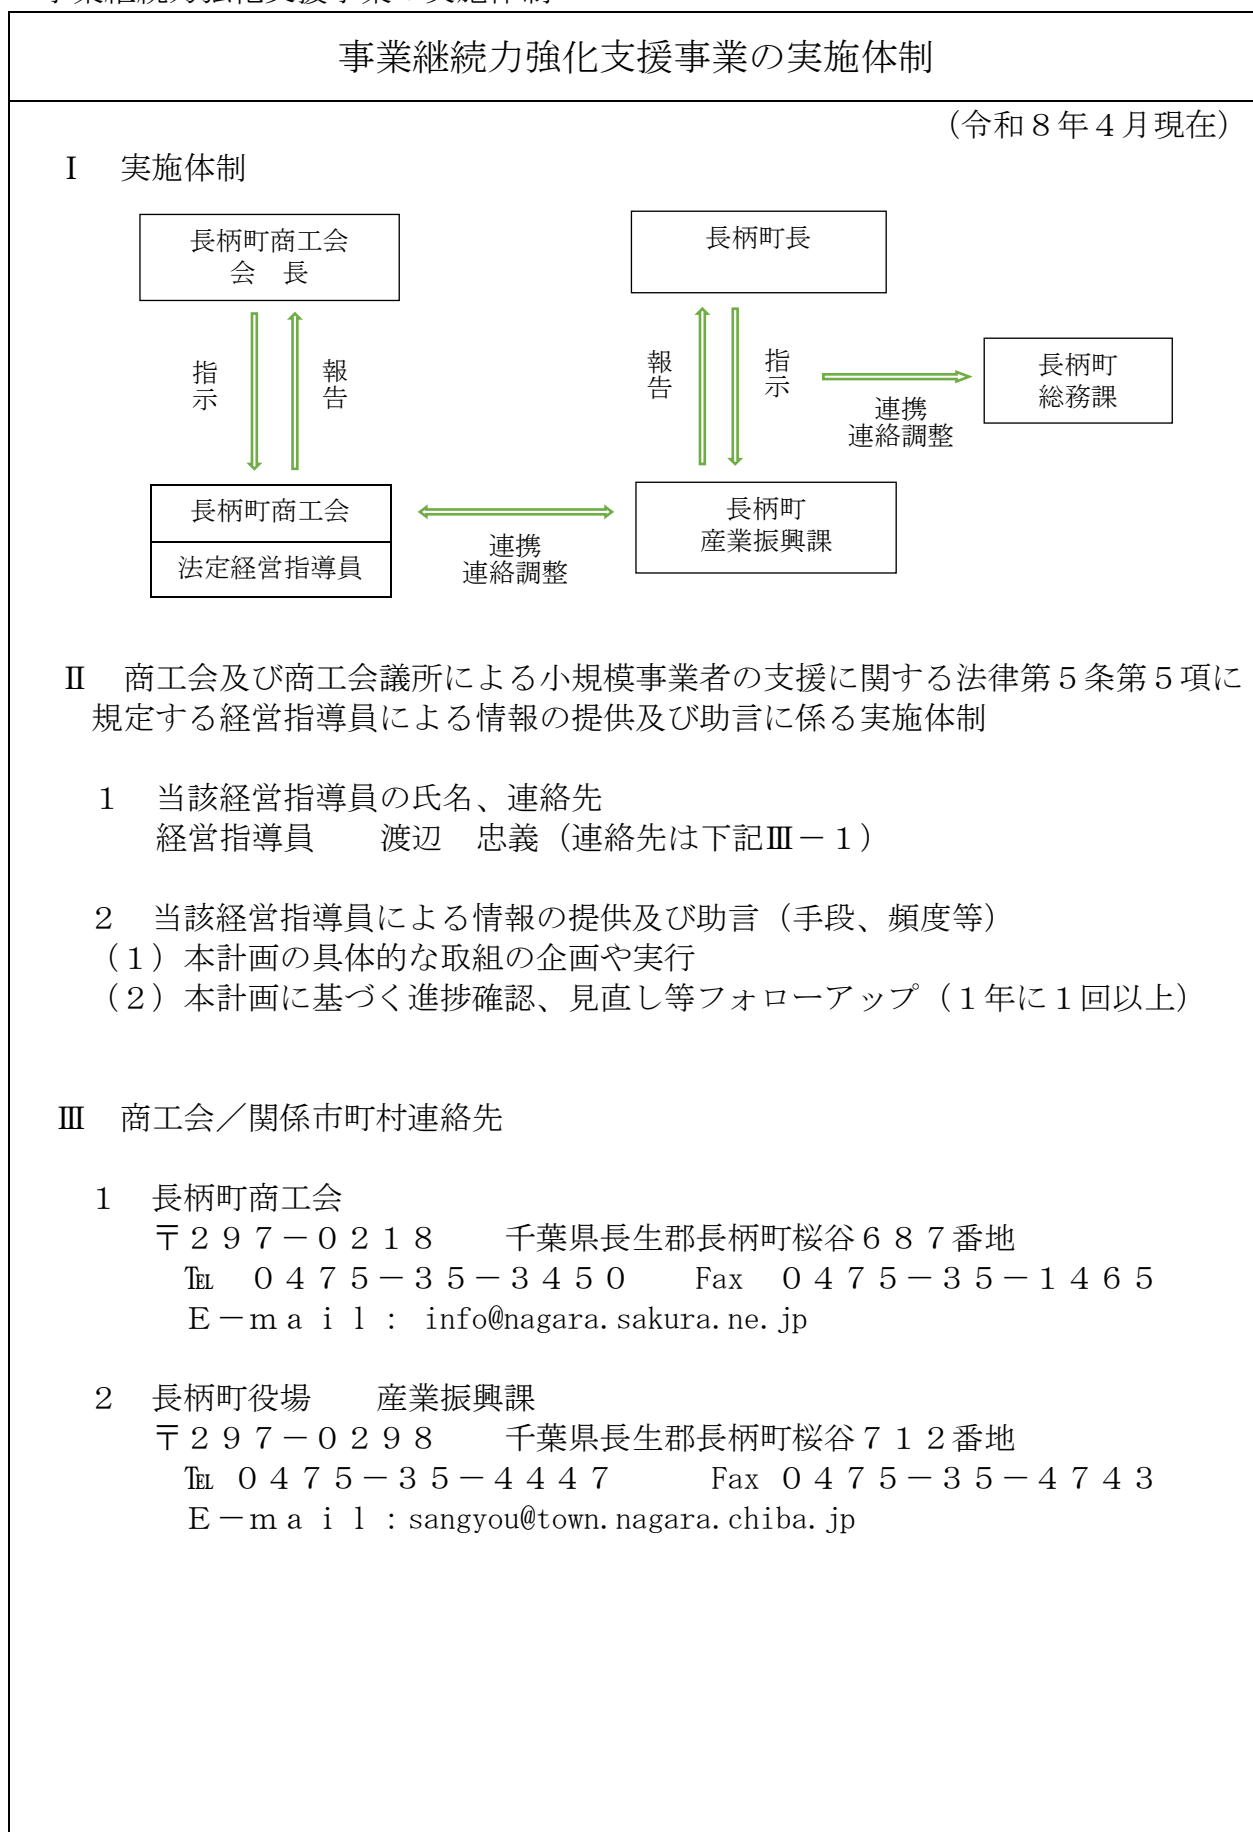 事業継続力強化支援事業の実施体制
事業継続力強化支援事業の実施体制
（令和８年４月現在）
Ⅰ　実施体制
長柄町商工会
会　長
長柄町長
指示
報告
報告
指示
連携
連絡調整
長柄町
総務課
長柄町商工会
法定経営指導員
連携
連絡調整
長柄町
産業振興課
Ⅱ　商工会及び商工会議所による小規模事業者の支援に関する法律第５条第５項に
規定する経営指導員による情報の提供及び助言に係る実施体制
１　当該経営指導員の氏名、連絡先
経営指導員　　渡辺　忠義（連絡先は下記Ⅲ－１）
２　当該経営指導員による情報の提供及び助言（手段、頻度等）
（１）本計画の具体的な取組の企画や実行
（２）本計画に基づく進捗確認、見直し等フォローアップ（１年に１回以上）
Ⅲ　商工会／関係市町村連絡先
１　長柄町商工会
〒２９７－０２１８　　千葉県長生郡長柄町桜谷６８７番地
℡　０４７５－３５－３４５０　　Fax　０４７５－３５－１４６５
Ｅ－ｍａｉｌ： info@nagara.sakura.ne.jp
２　長柄町役場　　産業振興課
〒２９７－０２９８　　千葉県長生郡長柄町桜谷７１２番地
℡ ０４７５－３５－４４４７　　　Fax ０４７５－３５－４７４３
Ｅ－ｍａｉｌ：sangyou@town.nagara.chiba.jp